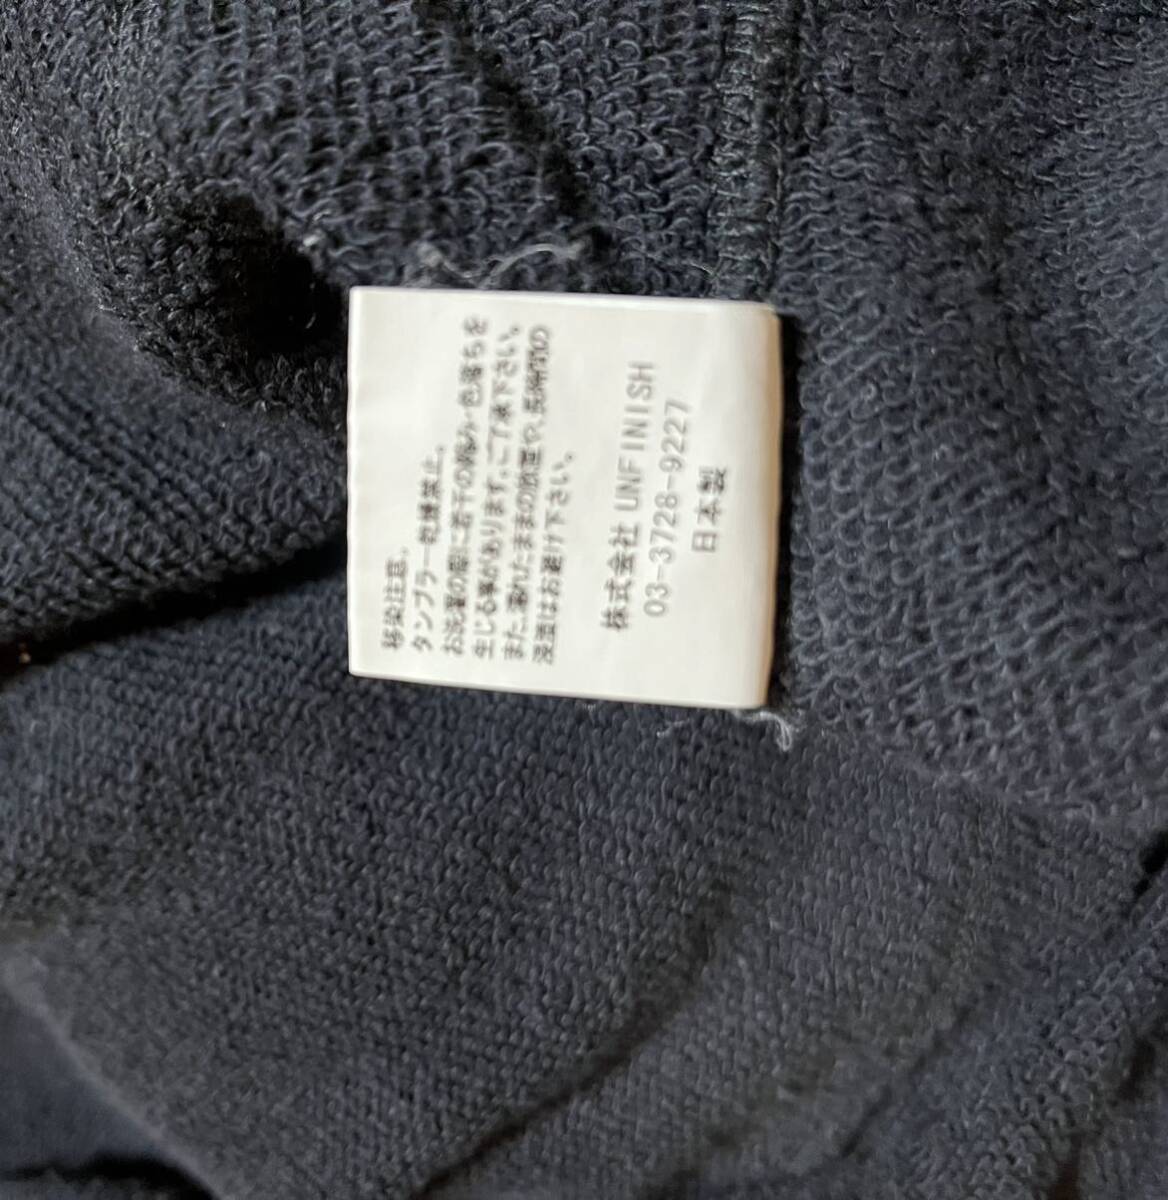 移染注意。
タンブラー乾燥禁止。
お洗濯の際に若干の縮み・色落ちを
生じる事があります。ご了承下さい。
また、濡れたままの放置や、長時間の
浸漬はお避け下さい。
株式会社 UNFINISH
03-3728-9227
日本製